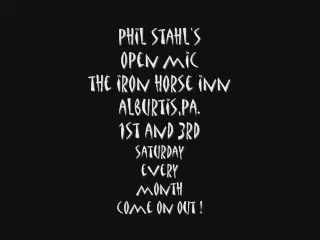 PHIL STAHL'S
OPEN MIC
THE IRON HORSE INN
ALBURTIS,PA.
1ST AND 3RD
SATURDAY
EVERY
MONTH
COME ON OUT !